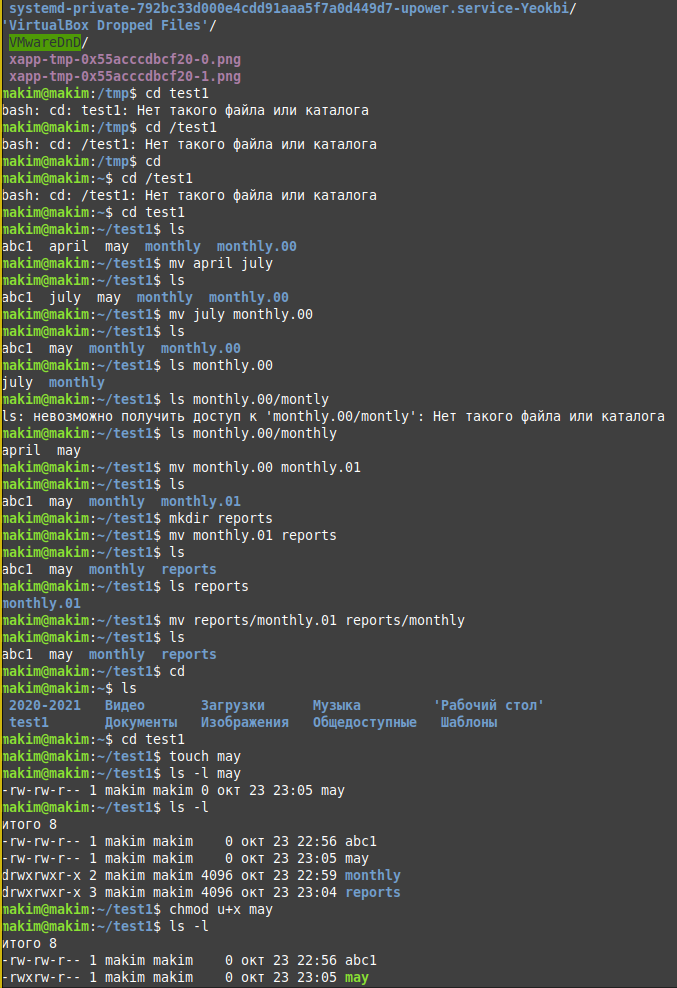 systemd-private-792bc33d000e4cdd91aaa5f7a0d449d7-upower.service-Yeokbi/
'VirtualBox Dropped Files'/
VMwareDnD/
xapp-tmp-0x55acccdbcf20-0.png
xapp-tmp-0x55acccdbcf20-1.png
makim@makim:/tmp$ cd test1
bash: cd: test1: Нет такого файла или каталога
makim@makim:/tmp$ cd /test1
bash: cd: /test1: Нет такого файла или каталога
makim@makim:/tmp$ cd
makim@makim:~$ cd /test1
bash: cd: /test1: Нет такого файла или каталога
makim@makim:~$ cd test1
makim@makim:~/test1$ ls
abc1  april  may  monthly  monthly.00
makim@makim:~/test1$ mv april july
makim@makim:~/test1$ ls
abc1  july  may  monthly  monthly.00
makim@makim:~/test1$ mv july monthly.00
makim@makim:~/test1$ ls
abc1  may  monthly  monthly.00
makim@makim:~/test1$ ls monthly.00
july  monthly
makim@makim:~/test1$ ls monthly.00/montly
ls: невозможно получить доступ к 'monthly.00/montly': Нет такого файла или каталога
makim@makim:~/test1$ ls monthly.00/monthly
april  may
makim@makim:~/test1$ mv monthly.00 monthly.01
makim@makim:~/test1$ ls
abc1  may  monthly  monthly.01
makim@makim:~/test1$ mkdir reports
makim@makim:~/test1$ mv monthly.01 reports
makim@makim:~/test1$ ls
abc1  may  monthly  reports
makim@makim:~/test1$ ls reports
monthly.01
makim@makim:~/test1$ mv reports/monthly.01 reports/monthly
makim@makim:~/test1$ ls
abc1  may  monthly  reports
makim@makim:~/test1$ cd
makim@makim:~$ ls
2020-2021  Видео  Загрузки  Музыка  'Рабочий стол'
test1  Документы  Изображения  Общедоступные  Шаблоны
makim@makim:~$ cd test1
makim@makim:~/test1$ touch may
makim@makim:~/test1$ ls -l may
-rw-rw-r-- 1 makim makim 0 окт 23 23:05 may
makim@makim:~/test1$ ls -l
итого 8
-rw-rw-r-- 1 makim makim    0 окт 23 22:56 abc1
-rw-rw-r-- 1 makim makim    0 окт 23 23:05 may
drwxrwxr-x 2 makim makim 4096 окт 23 22:59 monthly
drwxrwxr-x 3 makim makim 4096 окт 23 23:04 reports
makim@makim:~/test1$ chmod u+x may
makim@makim:~/test1$ ls -l
итого 8
-rw-rw-r-- 1 makim makim    0 окт 23 22:56 abc1
-rwxrw-r-- 1 makim makim    0 окт 23 23:05 may